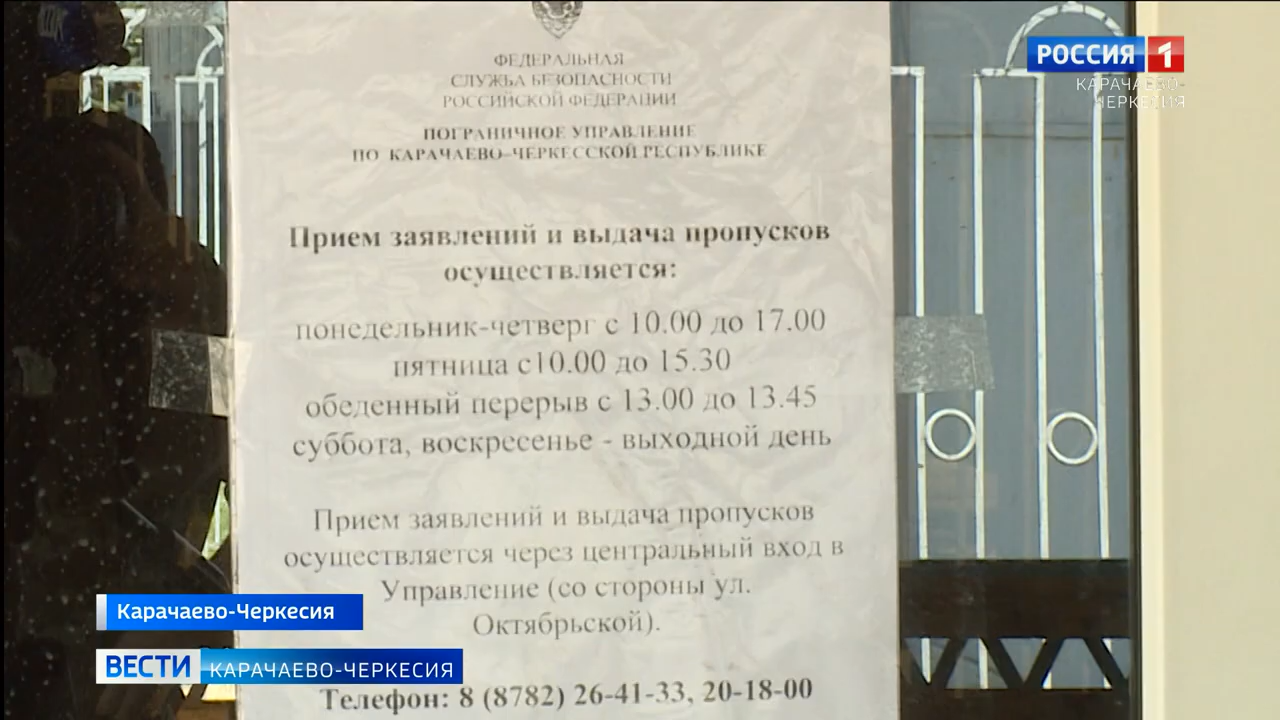 ФЕДЕРАЛЬНАЯ
СЛУЖБА БЕЗОПАСНОСТИ
РОССИЙСКОЙ ФЕДЕРАЦИИ
ПОГРАНИЧНОЕ УПРАВЛЕНИЕ
ПО КАРАЧАЕВО-ЧЕРКЕССКОЙ РЕСПУБЛИКЕ
Прием заявлений и выдача пропусков
осуществляется:
понедельник-четверг с 10.00 до 17.00
пятница с10.00 до 15.30
обеденный перерыв с 13.00 до 13.45
суббота, воскресенье - выходной день
Прием заявлений и выдача пропусков
осуществляется через центральный вход в
Управление (со стороны ул.
Октябрьской).
Телефон: 8 (8782) 26-41-33, 20-18-00
РОССИЯ 1
КАРАЧАЕВО-
ЧЕРКЕСИЯ
Карачаево-Черкесия
ВЕСТИ КАРАЧАЕВО-ЧЕРКЕСИЯ